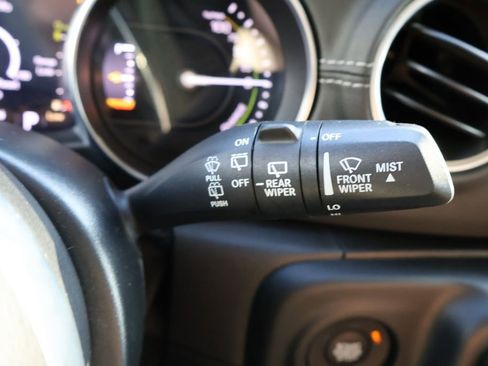 ON
OFF
PULL
OFF
REAR
WIPER
FRONT
WIPER
MIST
PUSH
LO
P